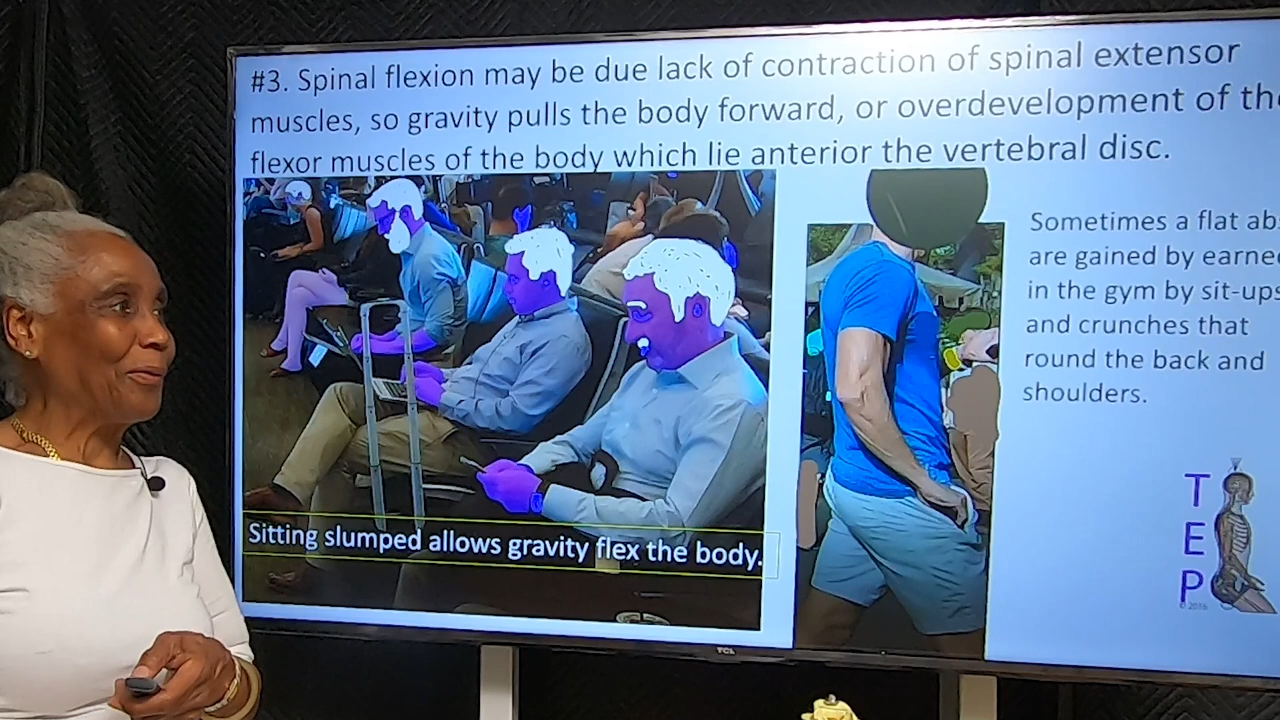 #3. Spinal flexion may be due lack of contraction of spinal extensor
muscles, so gravity pulls the body forward, or overdevelopment of the
flexor muscles of the body which lie anterior the vertebral disc.
Sometimes a flat ab
are gained by earne
in the gym by sit-ups
and crunches that
round the back and
shoulders.
Sitting slumped allows gravity flex the body.
T
E
P
© 2016
TCL